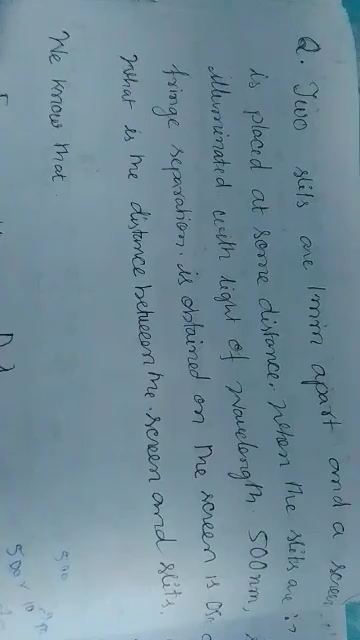 Q. Two slits are 1mm apart and a screen
is placed at some distance. When the slits are
illuminated with light of wavelength 500nm,
fringe separation is obtained on the screen is
What is the distance between the screen and slits.
We know that.
D λ
500
500 × 10